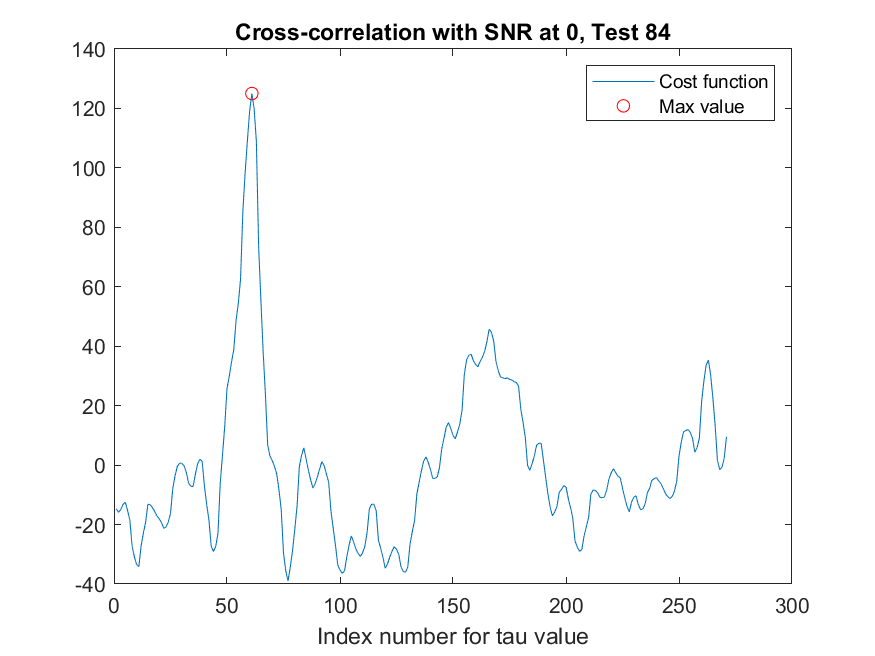 Cross-correlation with SNR at 0, Test 84
140
120
100
80
60
40
20
0
-20
-40
0 50 100 150 200 250 300
Index number for tau value
Cost function
Max value